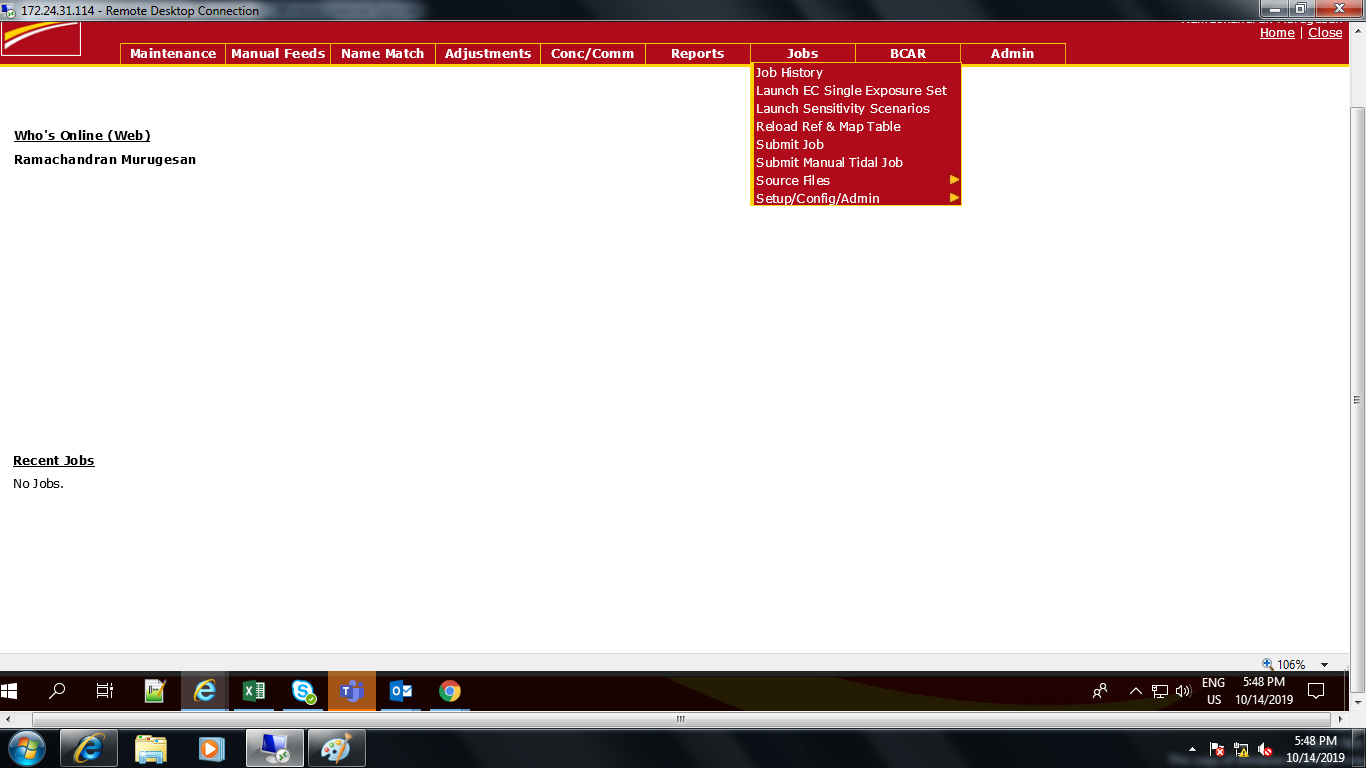 172.24.31.114 - Remote Desktop Connection
Home | Close
Maintenance Manual Feeds Name Match Adjustments Conc/Comm Reports Jobs BCAR Admin
Job History
Launch EC Single Exposure Set
Launch Sensitivity Scenarios
Reload Ref & Map Table
Submit Job
Submit Manual Tidal Job
Source Files
Setup/Config/Admin
Who's Online (Web)
Ramachandran Murugesan
Recent Jobs
No Jobs.
106%
ENG
US
5:48 PM
10/14/2019
5:48 PM
10/14/2019